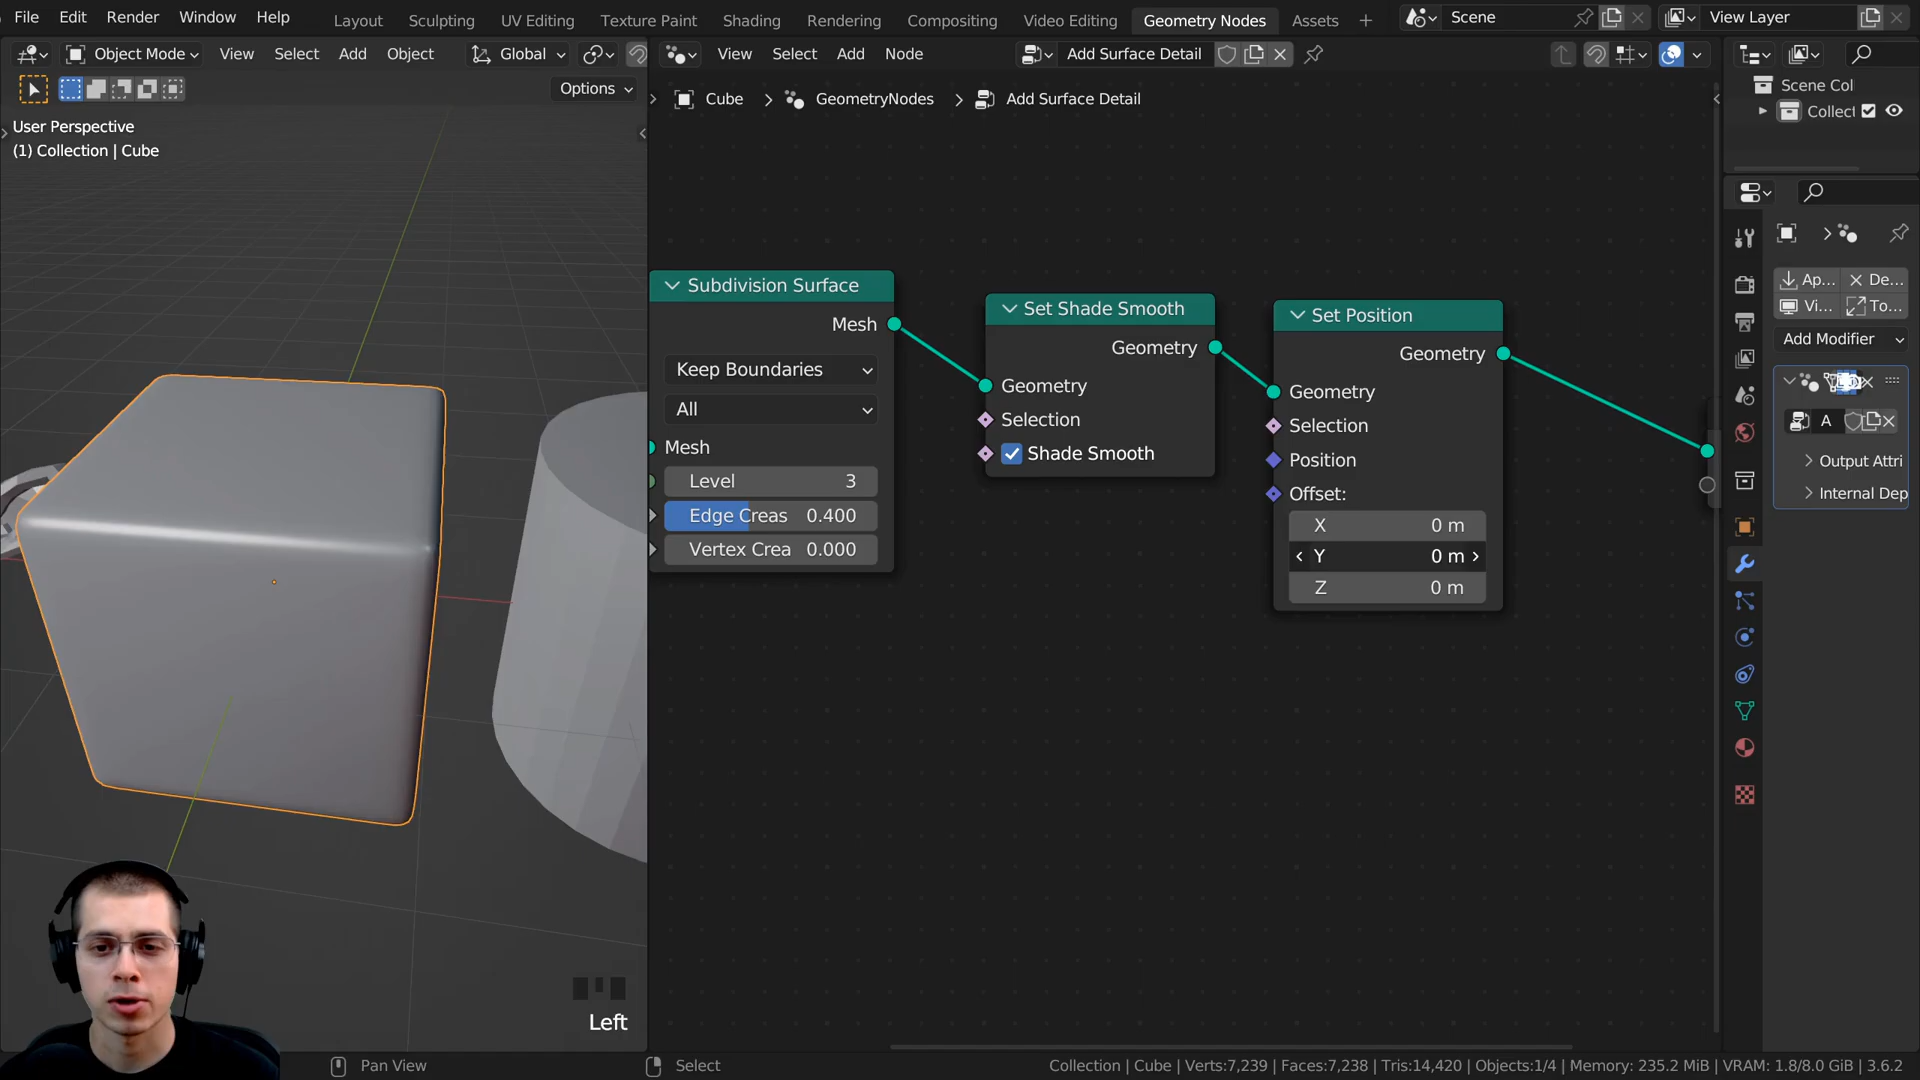 File Edit Render Window Help Layout Sculpting UV Editing Texture Paint Shading Rendering Compositing Video Editing Geometry Nodes Assets + Scene View Layer
Object Mode View Select Add Object Global
View Select Add Node Add Surface Detail
Options
Cube > GeometryNodes > Add Surface Detail
User Perspective
(1) Collection | Cube
Scene Col
Collect
Subdivision Surface
Mesh
Keep Boundaries
All
Mesh
Level 3
Edge Creas 0.400
Vertex Crea 0.000
Set Shade Smooth
Geometry
Geometry
Selection
Shade Smooth
Set Position
Geometry
Geometry
Selection
Position
Offset:
X 0 m
Y 0 m
Z 0 m
Ap... De...
Vi... To...
Add Modifier
A
Output Attri
Internal Dep
Left
Pan View Select Collection | Cube | Verts:7,239 | Faces:7,238 | Tris:14,420 | Objects:1/4 | Memory: 235.2 MiB | VRAM: 1.8/8.0 GiB | 3.6.2